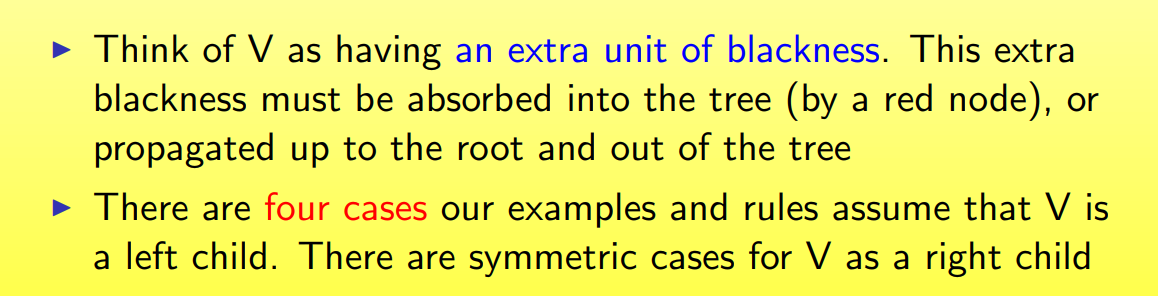 Think of V as having an extra unit of blackness. This extra
blackness must be absorbed into the tree (by a red node), or
propagated up to the root and out of the tree
There are four cases our examples and rules assume that V is
a left child. There are symmetric cases for V as a right child